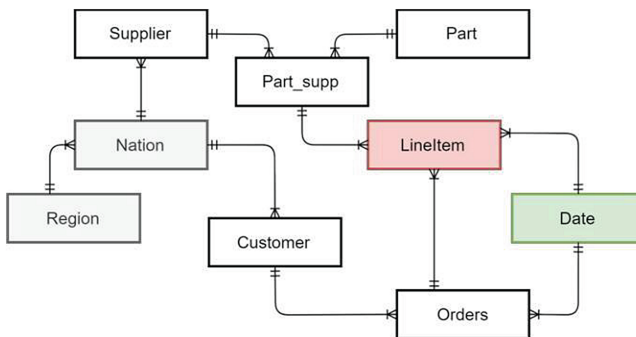 Supplier
Part
Part_supp
Nation
LineItem
Region
Date
Customer
Orders